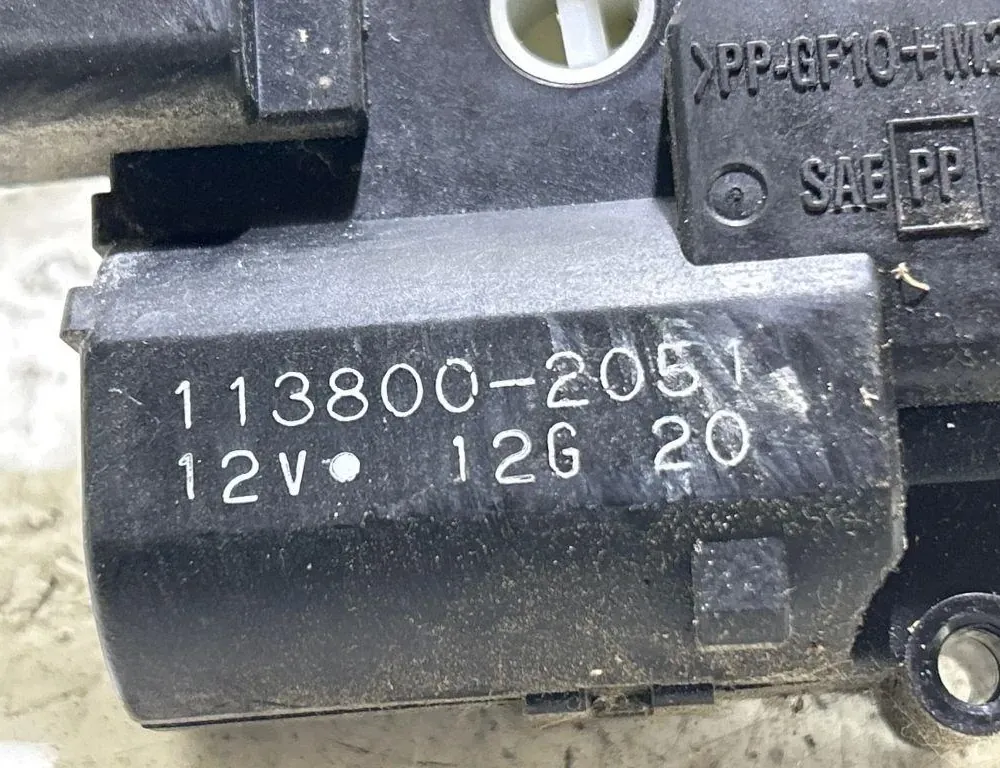 >PP-GF10+M
SAE PP
113800-2051
12V• 12G 20